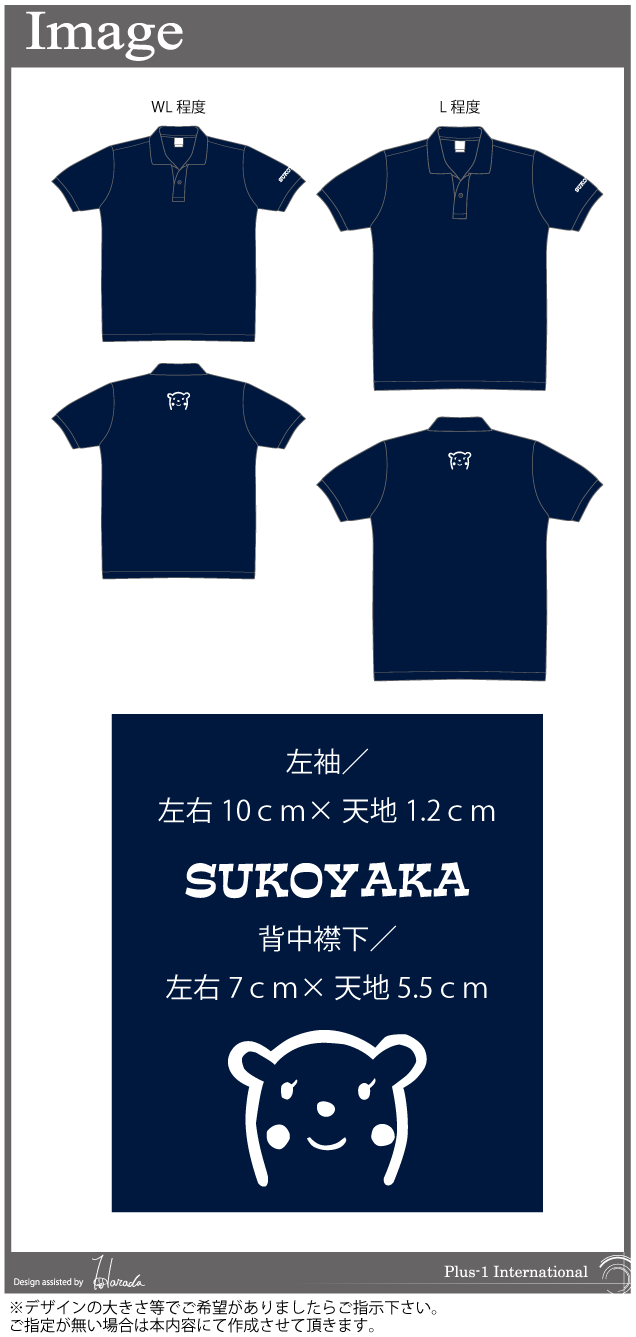 Image
WL 程度
L 程度
左袖／
左右 10ｃｍ× 天地 1.2ｃｍ
SUKOYAKA
背中襟下／
左右 7ｃｍ× 天地 5.5ｃｍ
Design assisted by Harada
Plus-1 International
※デザインの大きさ等でご希望がありましたらご指示下さい。
ご指定が無い場合は本内容にて作成させて頂きます。